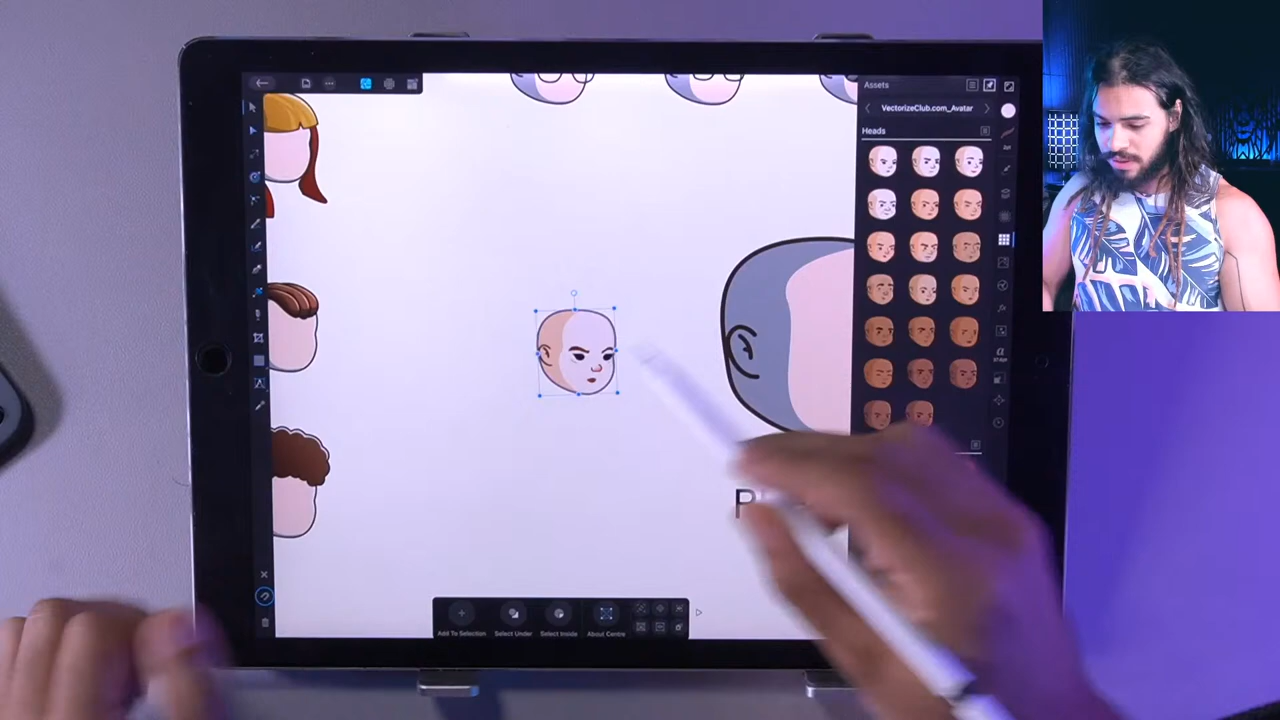 Assets
VectorizeClub.com_Avatar
Heads
P
Add To Selection
Select Under
Select Inside
About Centre